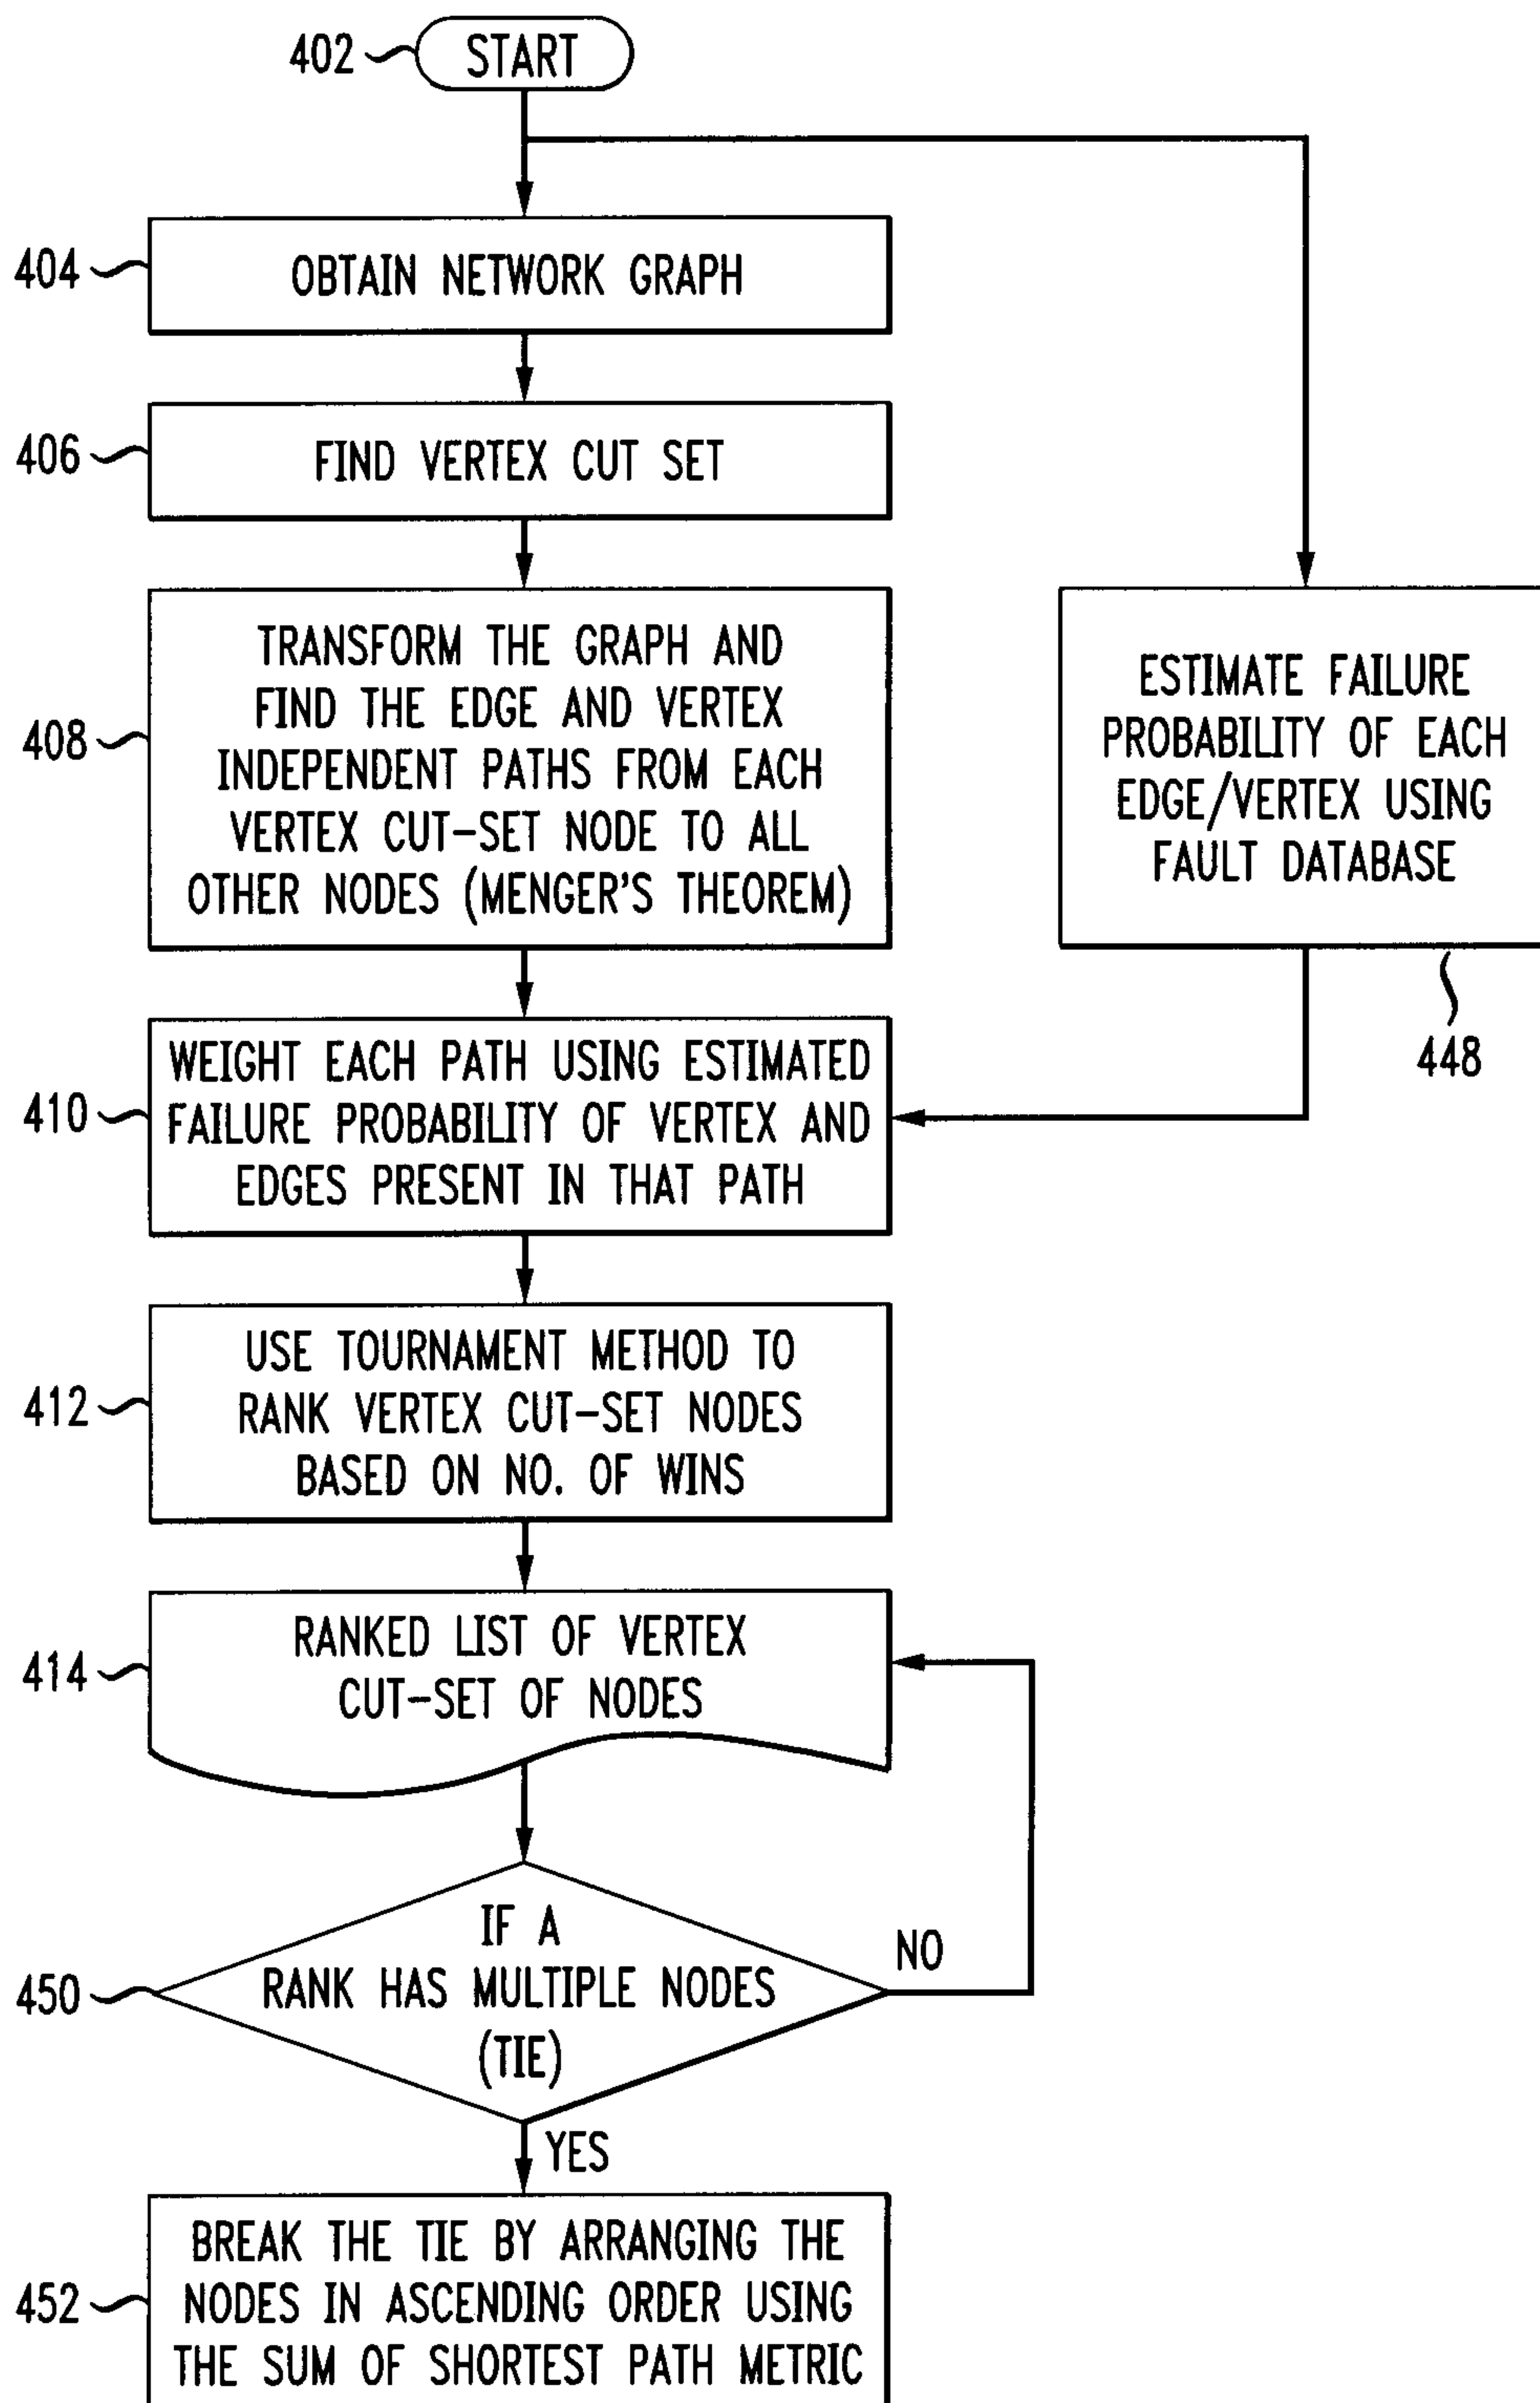 402
START
404
OBTAIN NETWORK GRAPH
406
FIND VERTEX CUT SET
408
TRANSFORM THE GRAPH AND
FIND THE EDGE AND VERTEX
INDEPENDENT PATHS FROM EACH
VERTEX CUT-SET NODE TO ALL
OTHER NODES (MENGER'S THEOREM)
ESTIMATE FAILURE
PROBABILITY OF EACH
EDGE/VERTEX USING
FAULT DATABASE
448
410
WEIGHT EACH PATH USING ESTIMATED
FAILURE PROBABILITY OF VERTEX AND
EDGES PRESENT IN THAT PATH
412
USE TOURNAMENT METHOD TO
RANK VERTEX CUT-SET NODES
BASED ON NO. OF WINS
414
RANKED LIST OF VERTEX
CUT-SET OF NODES
450
IF A
RANK HAS MULTIPLE NODES
(TIE)
NO
YES
452
BREAK THE TIE BY ARRANGING THE
NODES IN ASCENDING ORDER USING
THE SUM OF SHORTEST PATH METRIC